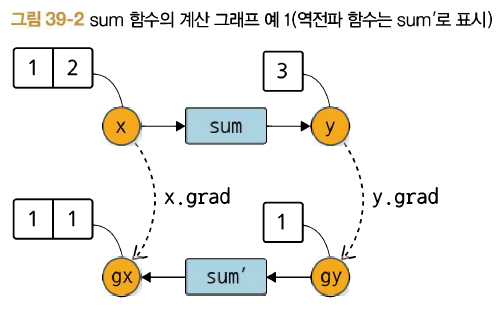 그림 39-2 sum 함수의 계산 그래프 예 1(역전파 함수는 sum′로 표시)
1 2
3
x
sum
y
x.grad
y.grad
1 1
1
gx
sum′
gy